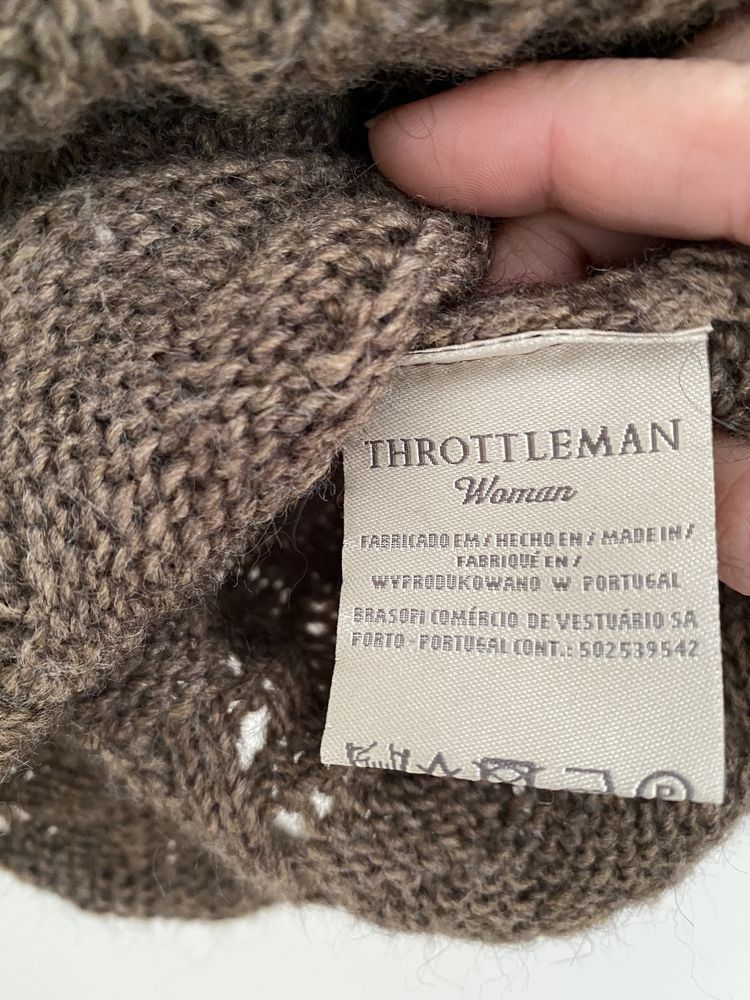 THROTTLEMAN
Woman
FABRICADO EM / HECHO EN / MADE IN /
FABRIQUÉ EN /
WYPRODUKOWANO W PORTUGAL
BRASOPI COMÉRCIO DE VESTUÁRIO SA
PORTO - PORTUGAL CONT.: 502539542
P